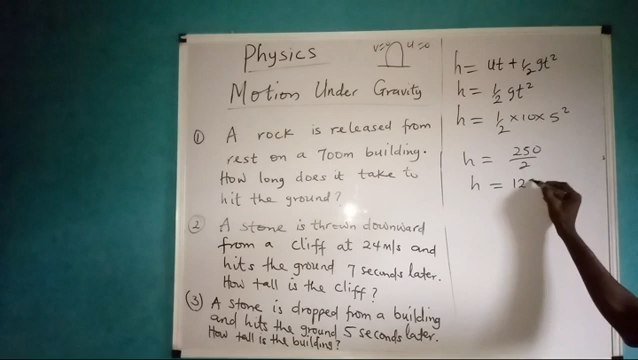 Physics
Motion Under Gravity
① A rock is released from
rest on a 700m building.
How long does it take to
hit the ground?
② A stone is thrown downward
from a cliff at 24m/s and
hits the ground 7 seconds later.
How tall is the cliff?
③ A stone is dropped from a building
and hits the ground 5 seconds later.
How tall is the building?
u=0
h = ut + ½gt²
h = ½gt²
h = ½ × 10 × 5²
h = 250/2
h = 12